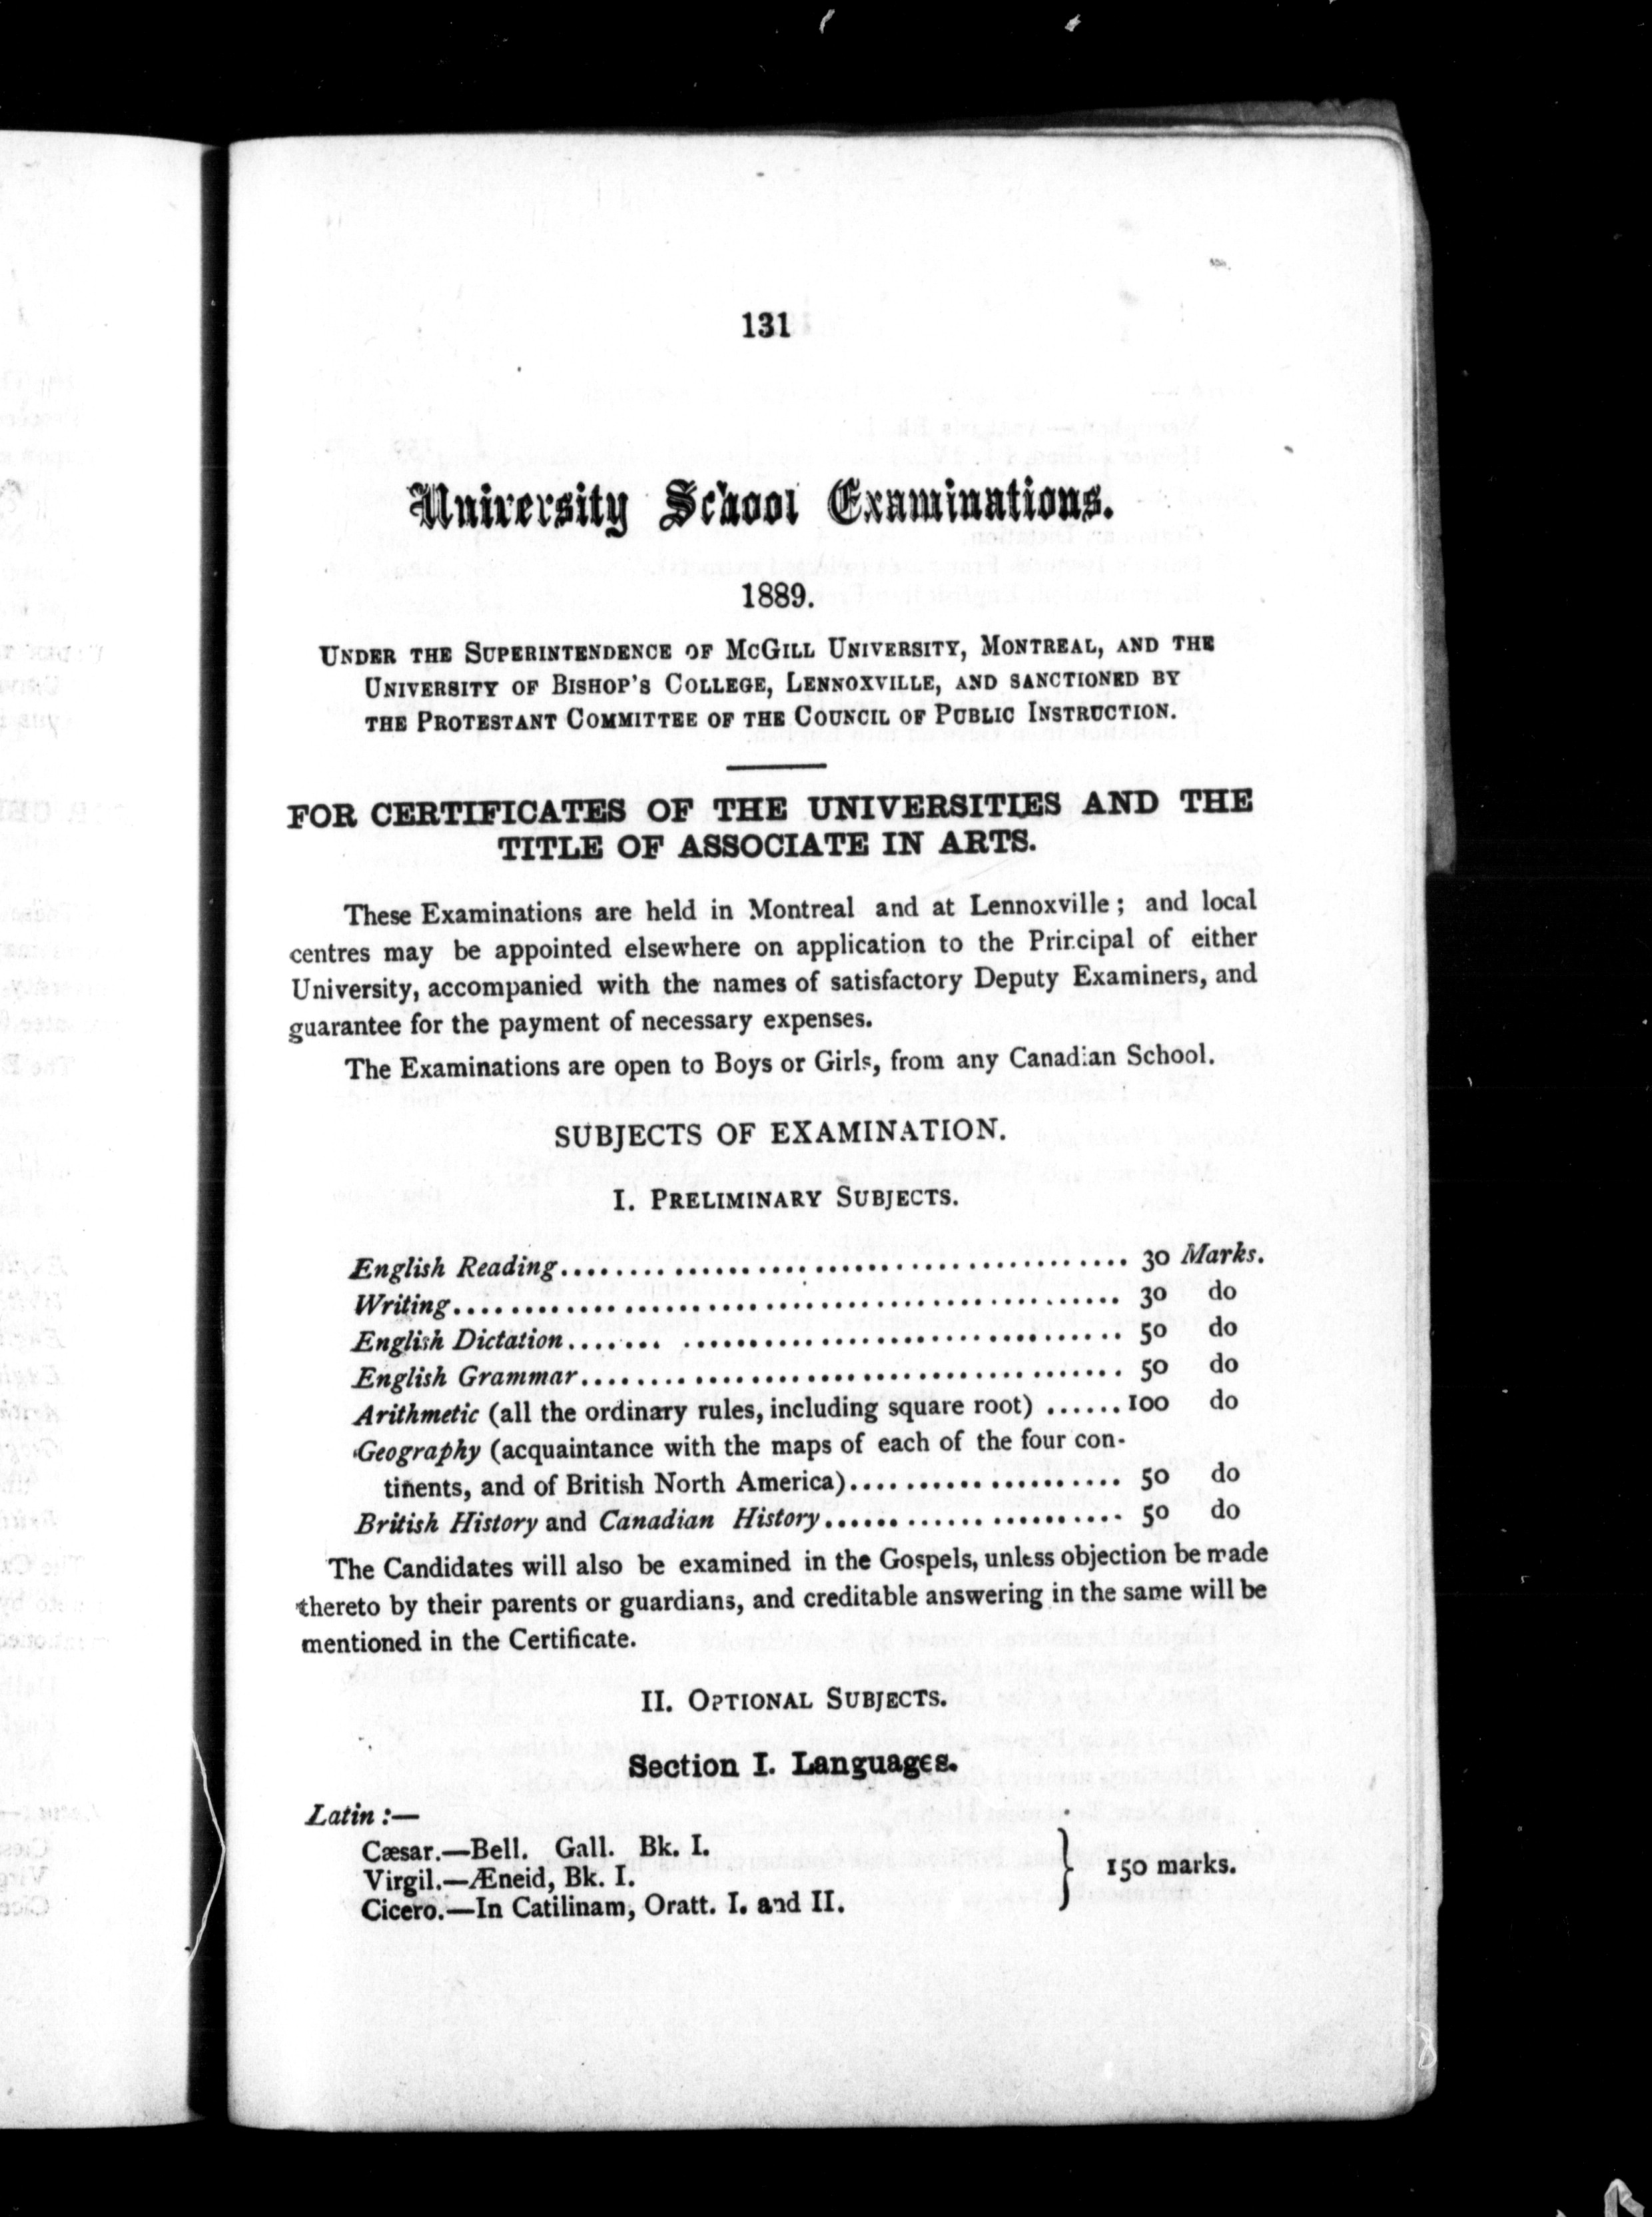 131
University School Examinations.
1889.
UNDER THE SUPERINTENDENCE OF MCGILL UNIVERSITY, MONTREAL, AND THE
UNIVERSITY OF BISHOP'S COLLEGE, LENNOXVILLE, AND SANCTIONED BY
THE PROTESTANT COMMITTEE OF THE COUNCIL OF PUBLIC INSTRUCTION.
FOR CERTIFICATES OF THE UNIVERSITIES AND THE
TITLE OF ASSOCIATE IN ARTS.
These Examinations are held in Montreal and at Lennoxville; and local
centres may be appointed elsewhere on application to the Principal of either
University, accompanied with the names of satisfactory Deputy Examiners, and
guarantee for the payment of necessary expenses.
The Examinations are open to Boys or Girls, from any Canadian School.
SUBJECTS OF EXAMINATION.
I. PRELIMINARY SUBJECTS.
English Reading........................................ 30 Marks.
Writing................................................ 30 do
English Dictation....... ............................... 50 do
English Grammar...................................... 50 do
Arithmetic (all the ordinary rules, including square root) ......100 do
Geography (acquaintance with the maps of each of the four con-
tinents, and of British North America)................... 50 do
British History and Canadian History..................... 50 do
The Candidates will also be examined in the Gospels, unless objection be made
thereto by their parents or guardians, and creditable answering in the same will be
mentioned in the Certificate.
II. OPTIONAL SUBJECTS.
Section I. Languages.
Latin :—
Cæsar.—Bell. Gall. Bk. I.
Virgil.—Æneid, Bk. I.
Cicero.—In Catilinam, Oratt. I. and II.
} 150 marks.